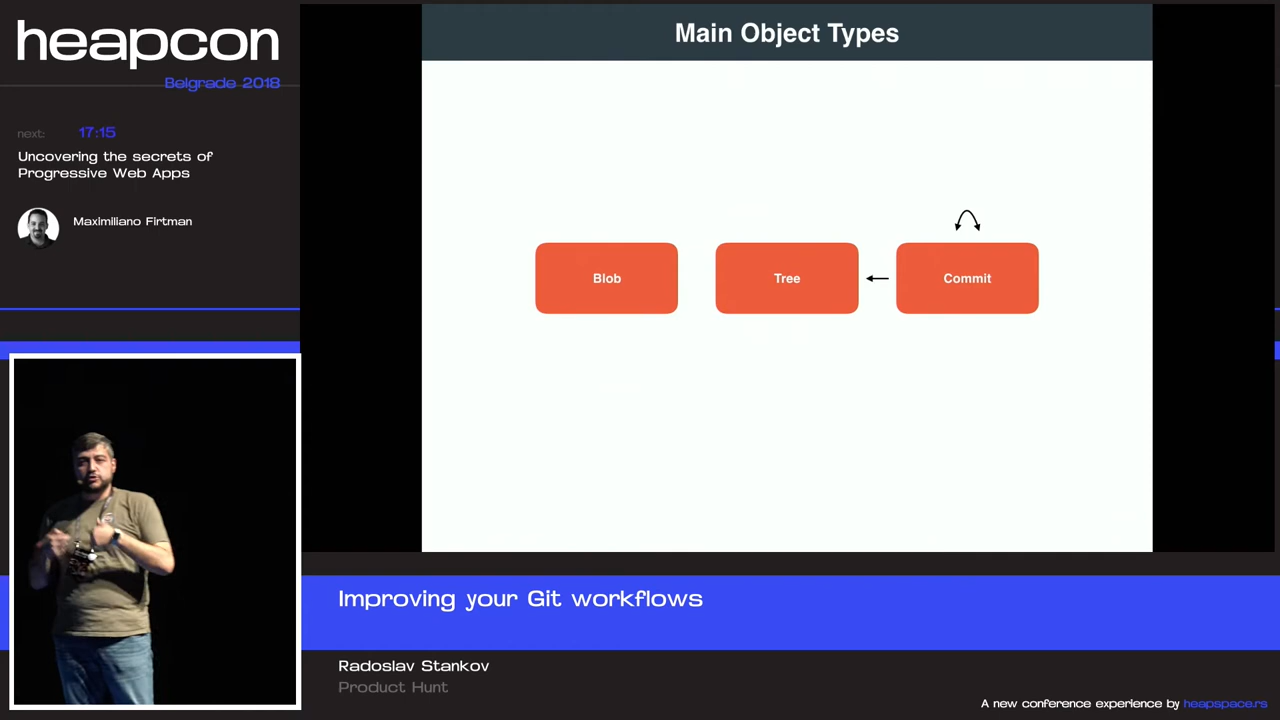 heapcon
Belgrade 2018
next: 17:15
Uncovering the secrets of
Progressive Web Apps
Maximiliano Firtman
Main Object Types
Blob
Tree
Commit
Improving your Git workflows
Radoslav Stankov
Product Hunt
A new conference experience by heapspace.rs